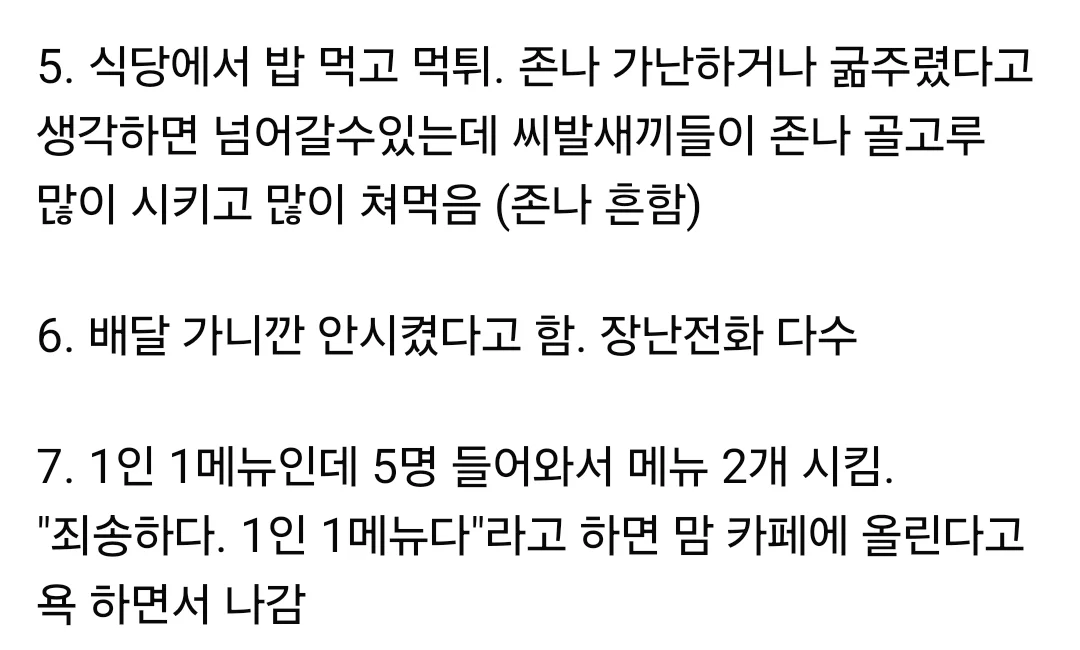 5. 식당에서 밥 먹고 먹튀. 존나 가난하거나 굶주렸다고
생각하면 넘어갈수있는데 씨발새끼들이 존나 골고루
많이 시키고 많이 쳐먹음 (존나 흔함)
6. 배달 가니깐 안시켰다고 함. 장난전화 다수
7. 1인 1메뉴인데 5명 들어와서 메뉴 2개 시킴.
"죄송하다. 1인 1메뉴다"라고 하면 맘 카페에 올린다고
욕 하면서 나감